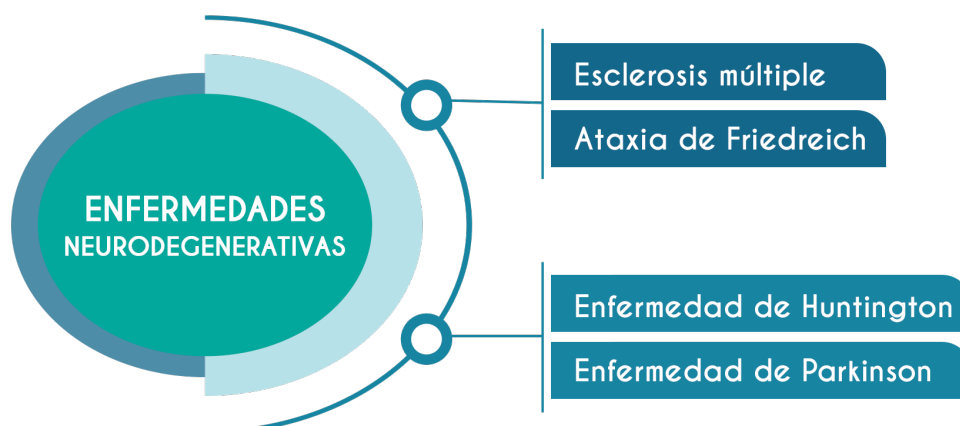 ENFERMEDADES
NEURODEGENERATIVAS
Esclerosis múltiple
Ataxia de Friedreich
Enfermedad de Huntington
Enfermedad de Parkinson